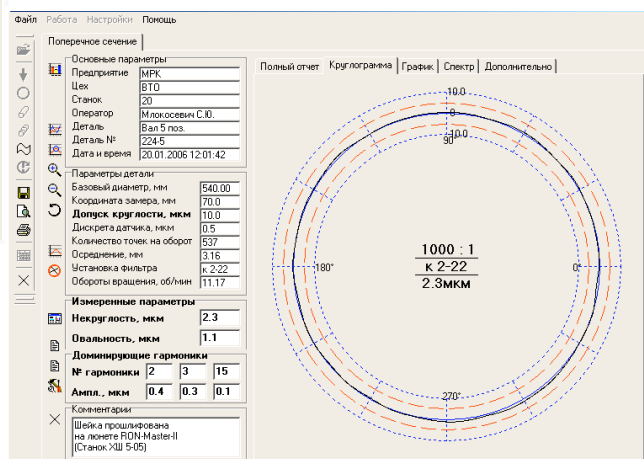 Файл Работа Настройки Помощь
Поперечное сечение
Основные параметры
Предприятие МРК
Цех ВТО
Станок 20
Оператор Млокосевич С.Ю.
Деталь Вал 5 поз.
Деталь № 224-5
Дата и время 20.01.2006 12:01:42
Параметры детали
Базовый диаметр, мм 540.00
Координата замера, мм 70.0
Допуск круглости, мкм 10.0
Дискрета датчика, мкм 0.5
Количество точек на оборот 537
Осреднение, мм 3.16
Установка фильтра к 2-22
Обороты вращения, об/мин 11.17
Измеренные параметры
Некруглость, мкм 2.3
Овальность, мкм 1.1
Доминирующие гармоники
№ гармоники 2 3 15
Ампл., мкм 0.4 0.3 0.1
Комментарии
Шейка прошлифована
на люнете RON-Master-II
(Станок ХШ 5-05)
Полный отчет Круглограмма График Спектр Дополнительно
10.0
0
-10.0
90°
180°
0°
270°
1000 : 1
к 2-22
2.3мкм